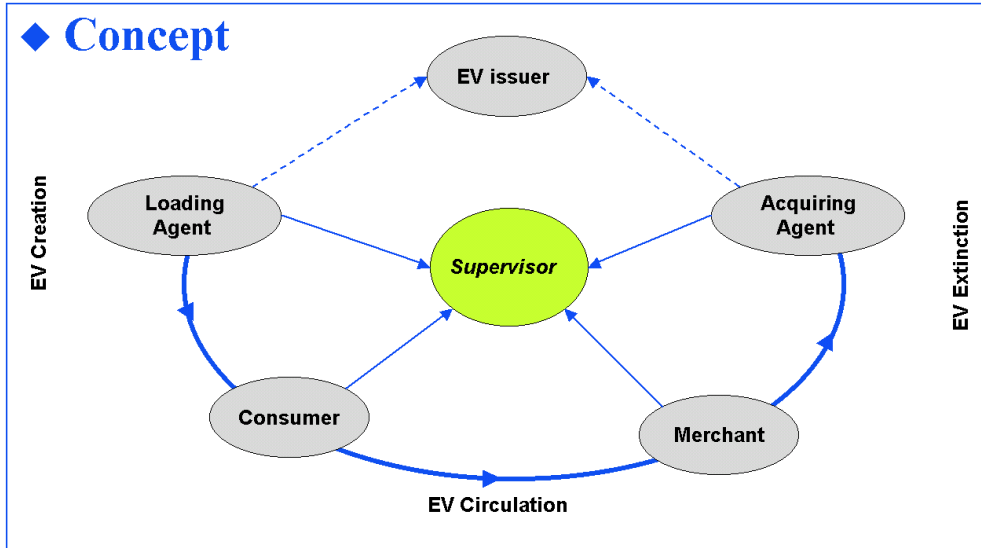 Concept
EV issuer
Loading
Agent
Acquiring
Agent
EV Creation
Supervisor
EV Extinction
Consumer
Merchant
EV Circulation